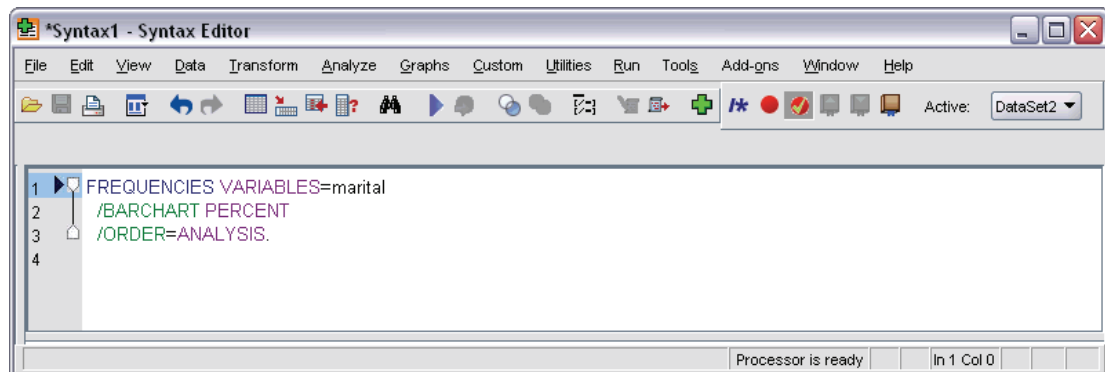 *Syntax1 - Syntax Editor
File Edit View Data Transform Analyze Graphs Custom Utilities Run Tools Add-ons Window Help
Active: DataSet2
1 FREQUENCIES VARIABLES=marital
2 /BARCHART PERCENT
3 /ORDER=ANALYSIS.
4
Processor is ready In 1 Col 0